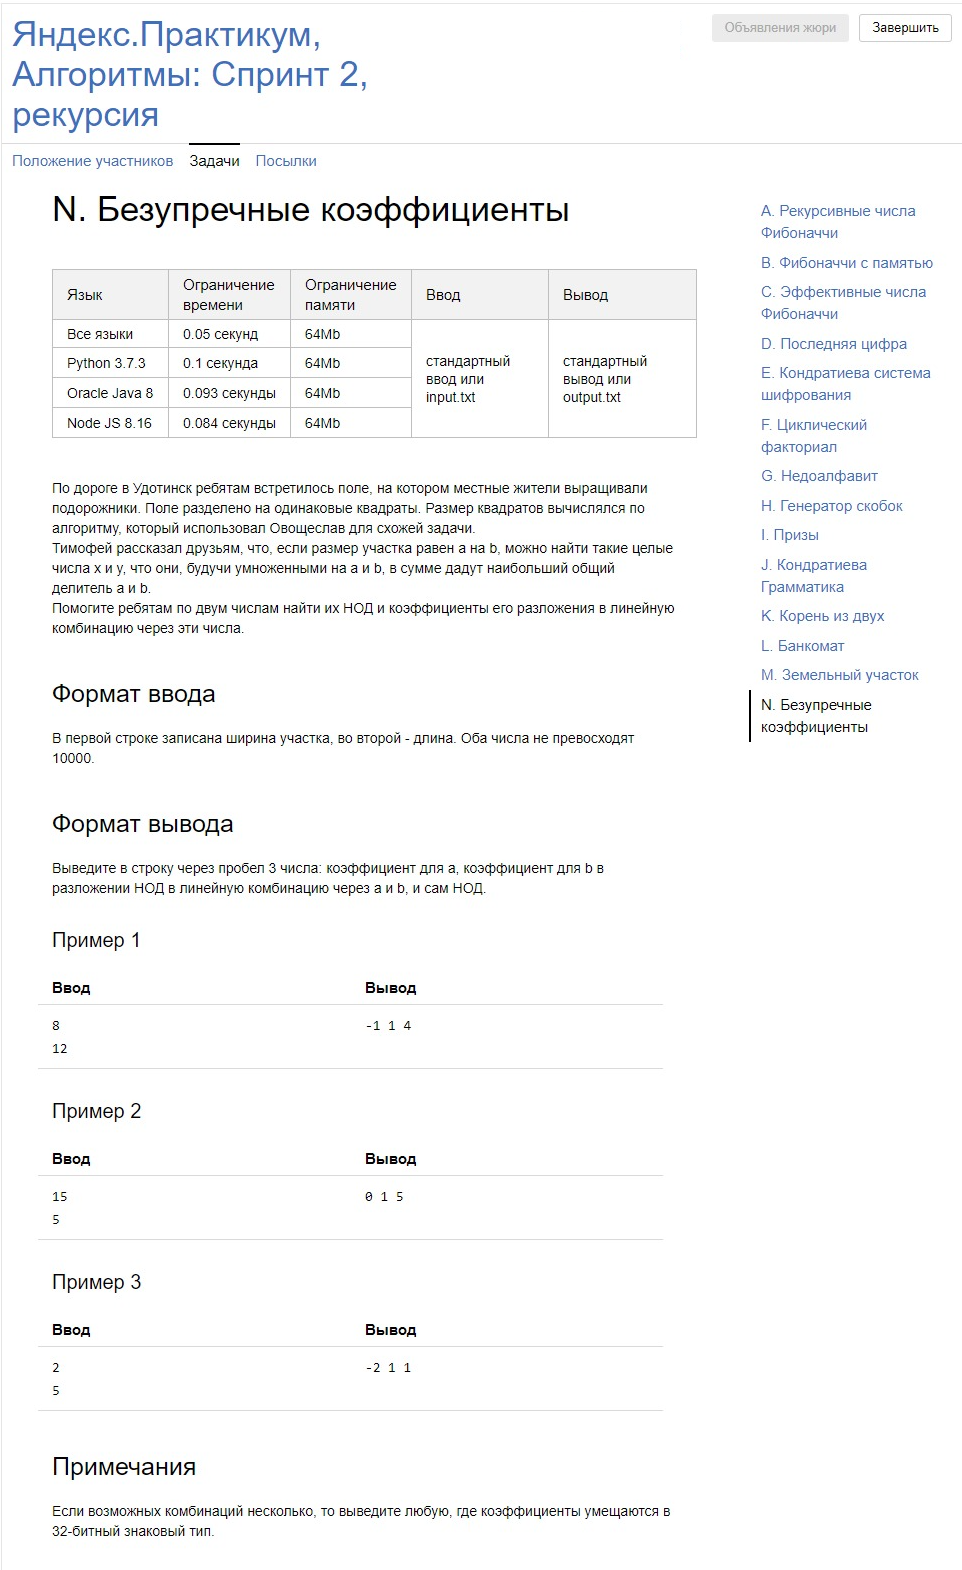 Яндекс.Практикум,
Алгоритмы: Спринт 2,
рекурсия
Объявления жюри
Завершить
Положение участников Задачи Посылки
N. Безупречные коэффициенты
Язык Ограничение времени Ограничение памяти Ввод Вывод
Все языки 0.05 секунд 64Mb
Python 3.7.3 0.1 секунда 64Mb
Oracle Java 8 0.093 секунды 64Mb
Node JS 8.16 0.084 секунды 64Mb
стандартный
ввод или
input.txt
стандартный
вывод или
output.txt
По дороге в Удотинск ребятам встретилось поле, на котором местные жители выращивали
подорожники. Поле разделено на одинаковые квадраты. Размер квадратов вычислялся по
алгоритму, который использовал Овощеслав для схожей задачи.
Тимофей рассказал друзьям, что, если размер участка равен a на b, можно найти такие целые
числа x и y, что они, будучи умноженными на a и b, в сумме дадут наибольший общий
делитель a и b.
Помогите ребятам по двум числам найти их НОД и коэффициенты его разложения в линейную
комбинацию через эти числа.
Формат ввода
В первой строке записана ширина участка, во второй - длина. Оба числа не превосходят
10000.
Формат вывода
Выведите в строку через пробел 3 числа: коэффициент для a, коэффициент для b в
разложении НОД в линейную комбинацию через a и b, и сам НОД.
Пример 1
Ввод Вывод
8 -1 1 4
12
Пример 2
Ввод Вывод
15 0 1 5
5
Пример 3
Ввод Вывод
2 -2 1 1
5
Примечания
Если возможных комбинаций несколько, то выведите любую, где коэффициенты умещаются в
32-битный знаковый тип.
A. Рекурсивные числа
Фибоначчи
B. Фибоначчи с памятью
C. Эффективные числа
Фибоначчи
D. Последняя цифра
E. Кондратиева система
шифрования
F. Циклический
факториал
G. Недоалфавит
H. Генератор скобок
I. Призы
J. Кондратиева
Грамматика
K. Корень из двух
L. Банкомат
M. Земельный участок
N. Безупречные
коэффициенты